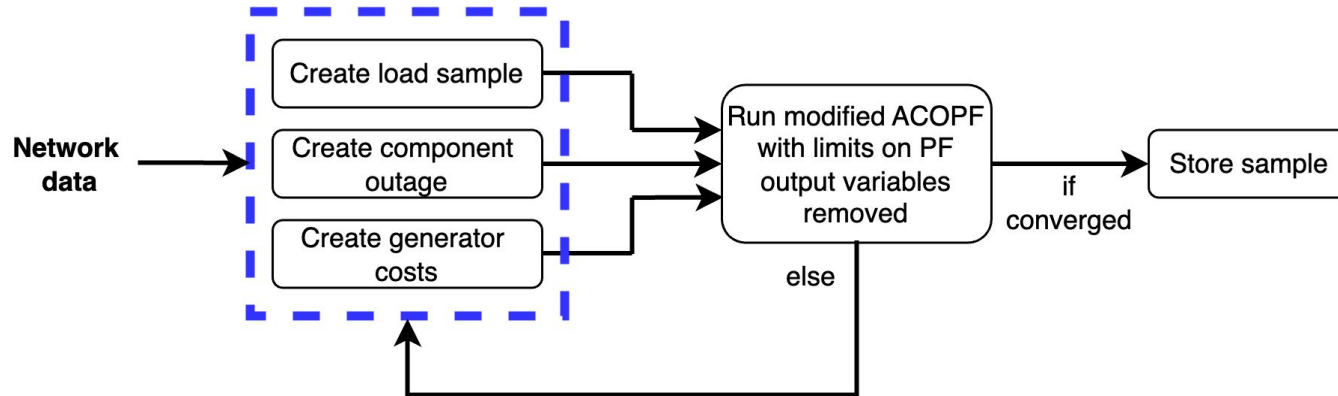 Network
data
Create load sample
Create component
outage
Create generator
costs
Run modified ACOPF
with limits on PF
output variables
removed
else
if
converged
Store sample